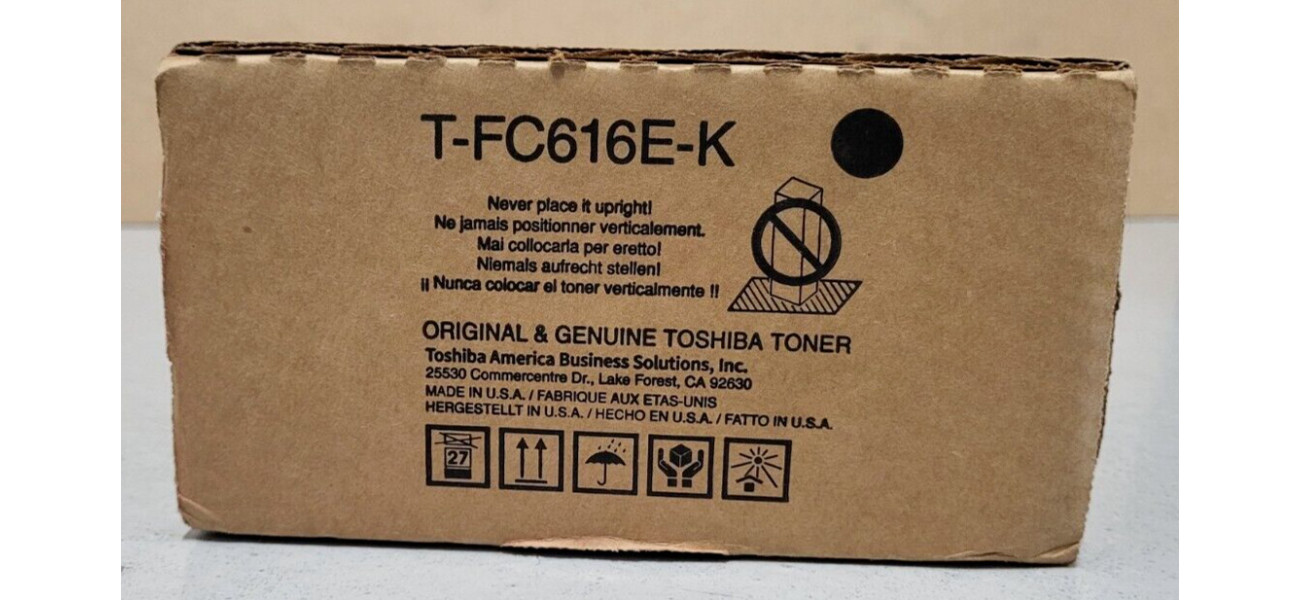 T-FC616E-K
Never place it upright!
Ne jamais positionner verticalement.
Mai collocarla per eretto!
Niemals aufrecht stellen!
¡¡ Nunca colocar el toner verticalmente !!
ORIGINAL & GENUINE TOSHIBA TONER
Toshiba America Business Solutions, Inc.
25530 Commercentre Dr., Lake Forest, CA 92630
MADE IN U.S.A. / FABRIQUE AUX ETAS-UNIS
HERGESTELLT IN U.S.A. / HECHO EN U.S.A. / FATTO IN U.S.A.
27